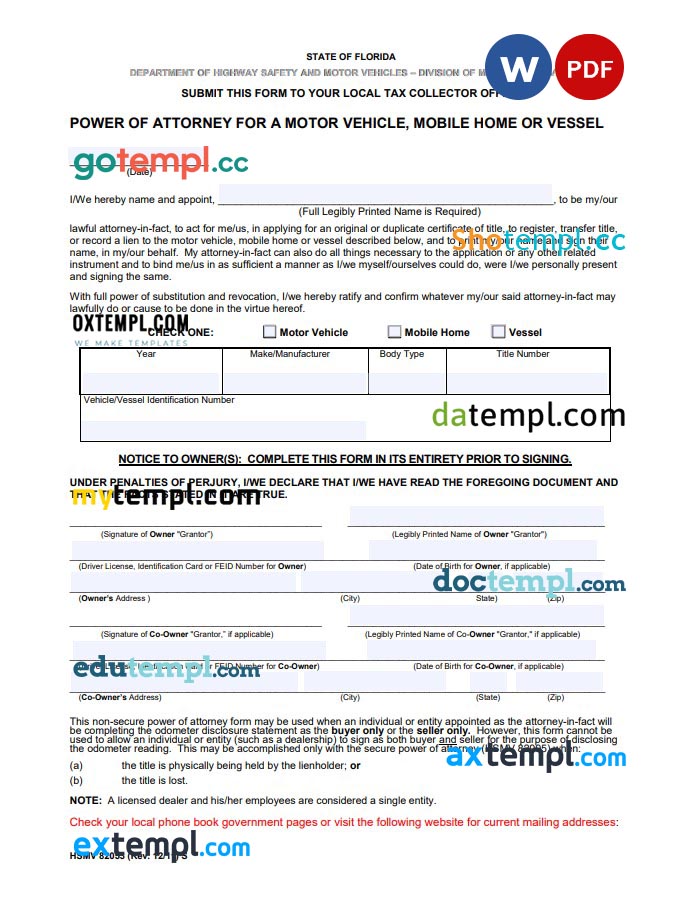 STATE OF FLORIDA
DEPARTMENT OF HIGHWAY SAFETY AND MOTOR VEHICLES – DIVISION OF
W PDF
SUBMIT THIS FORM TO YOUR LOCAL TAX COLLECTOR
POWER OF ATTORNEY FOR A MOTOR VEHICLE, MOBILE HOME OR VESSEL
gotempl.cc
(Date)
I/We hereby name and appoint, , to be my/our
(Full Legibly Printed Name is Required)
lawful attorney-in-fact, to act for me/us, in applying for an original or duplicate certificate of title, to register, transfer title,
or record a lien to the motor vehicle, mobile home or vessel described below, and to print my/our name and sign their
Shotempl.cc
name, in my/our behalf. My attorney-in-fact can also do all things necessary to the application or any other related
instrument and to bind me/us in as sufficient a manner as I/we myself/ourselves could do, were I/we personally present
and signing the same.
With full power of substitution and revocation, I/we hereby ratify and confirm whatever my/our said attorney-in-fact may
lawfully do or cause to be done in the virtue hereof.
OXTEMPL.COM
WE MAKE TEMPLATES
CHECK ONE: Motor Vehicle Mobile Home Vessel
Year Make/Manufacturer Body Type Title Number
Vehicle/Vessel Identification Number
datempl.com
NOTICE TO OWNER(S): COMPLETE THIS FORM IN ITS ENTIRETY PRIOR TO SIGNING.
UNDER PENALTIES OF PERJURY, I/WE DECLARE THAT I/WE HAVE READ THE FOREGOING DOCUMENT AND
THAT THE FACTS STATED IN IT ARE TRUE.
mytempl.com
(Signature of Owner "Grantor") (Legibly Printed Name of Owner "Grantor")
(Driver License, Identification Card or FEID Number for Owner) (Date of Birth for Owner, if applicable)
doctempl.com
(Owner's Address ) (City) State) (Zip)
(Signature of Co-Owner "Grantor," if applicable) (Legibly Printed Name of Co-Owner "Grantor," if applicable)
(Driver License, Identification Card or FEID Number for Co-Owner) (Date of Birth for Co-Owner, if applicable)
edutempl.com
(Co-Owner's Address) (City) (State) (Zip)
This non-secure power of attorney form may be used when an individual or entity appointed as the attorney-in-fact will
be completing the odometer disclosure statement as the buyer only or the seller only. However, this form cannot be
used to allow an individual or entity (such as a dealership) to sign as both buyer and seller for the purpose of disclosing
the odometer reading. This may be accomplished only with the secure power of attorney (HSMV 82995) when:
axtempl.com
(a) the title is physically being held by the lienholder; or
(b) the title is lost.
NOTE: A licensed dealer and his/her employees are considered a single entity.
Check your local phone book government pages or visit the following website for current mailing addresses:
extempl.com
HSMV 82053 (Rev. 12/11) S